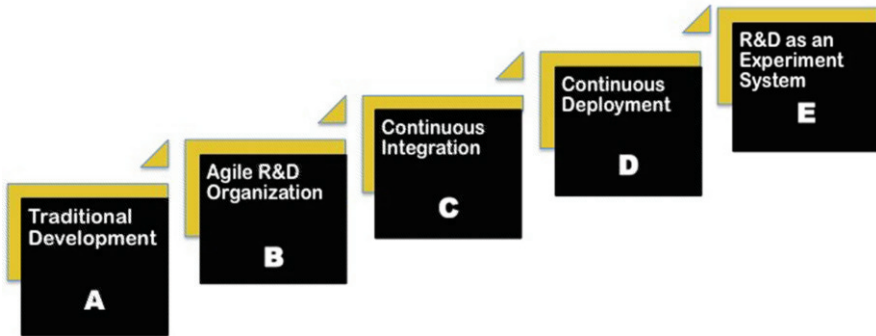 Traditional
Development
A
Agile R&D
Organization
B
Continuous
Integration
C
Continuous
Deployment
D
R&D as an
Experiment
System
E